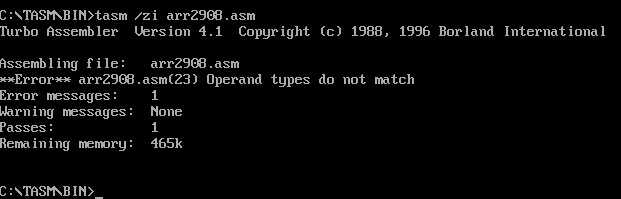 C:\TASM\BIN>tasm /zi arr2908.asm
Turbo Assembler  Version 4.1  Copyright (c) 1988, 1996 Borland International

Assembling file:   arr2908.asm
**Error** arr2908.asm(23) Operand types do not match
Error messages:    1
Warning messages:  None
Passes:            1
Remaining memory:  465k

C:\TASM\BIN>_